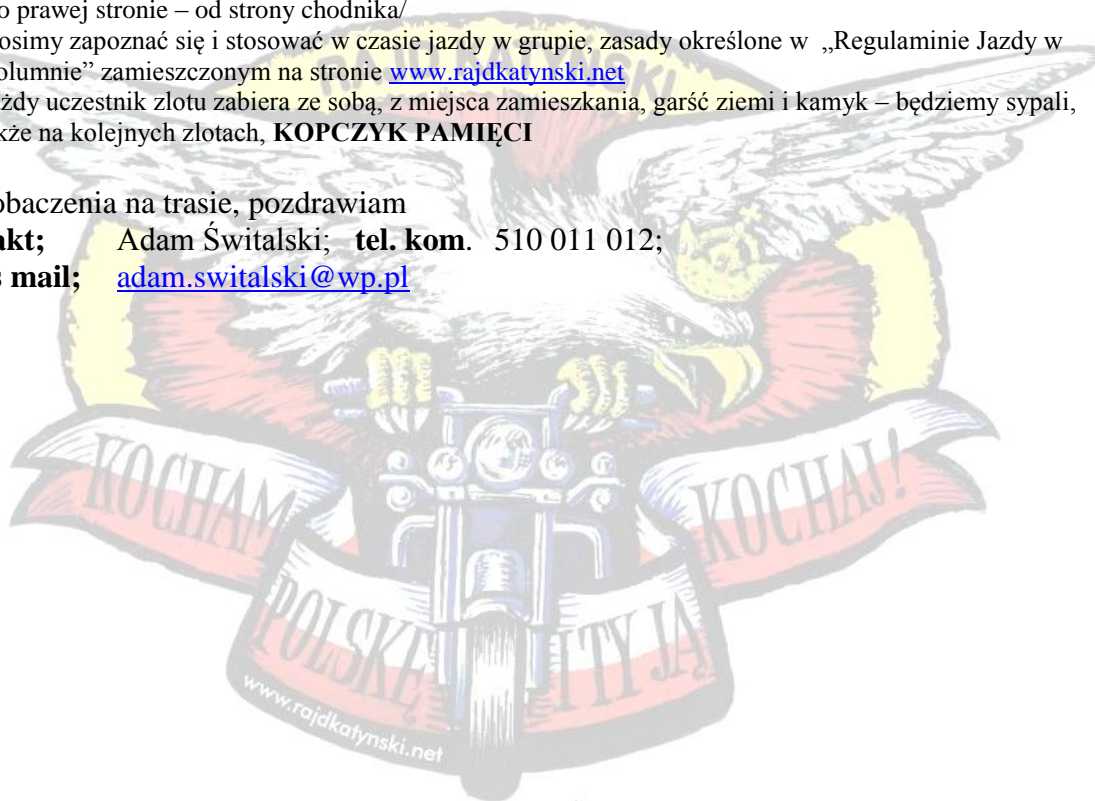 o prawej stronie – od strony chodnika/
osimy zapoznać się i stosować w czasie jazdy w grupie, zasady określone w „Regulaminie Jazdy w
olumnie” zamieszczonym na stronie www.rajdkatynski.net
żdy uczestnik zlotu zabiera ze sobą, z miejsca zamieszkania, garść ziemi i kamyk – będziemy sypali,
kże na kolejnych zlotach, KOPCZYK PAMIĘCI
obaczenia na trasie, pozdrawiam
akt; Adam Świtalski; tel. kom. 510 011 012;
s mail; adam.switalski@wp.pl
RAJD KATYŃSKI
KOCHAM
POLSKĘ
I TY JĄ
KOCHAJ!
www.rajdkatynski.net